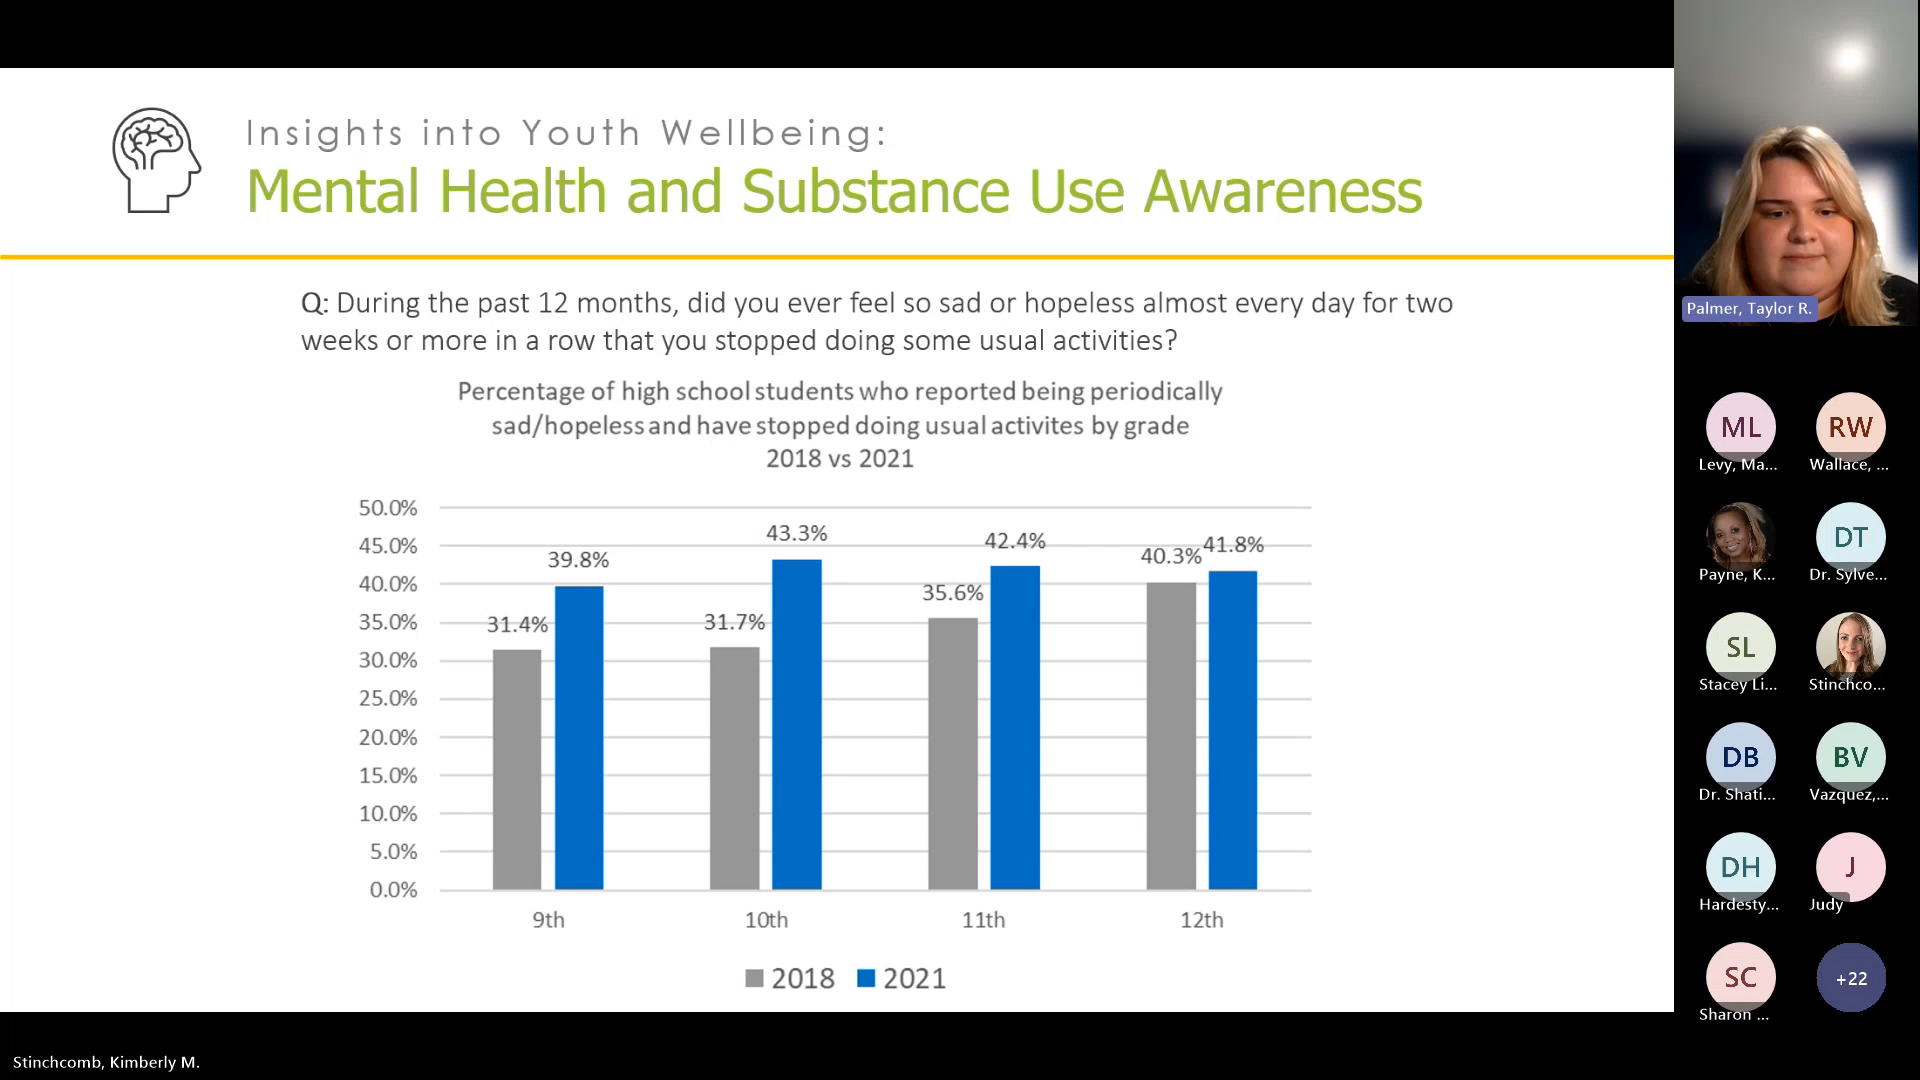 Insights into Youth Wellbeing:
Mental Health and Substance Use Awareness
Q: During the past 12 months, did you ever feel so sad or hopeless almost every day for two
weeks or more in a row that you stopped doing some usual activities?
Percentage of high school students who reported being periodically
sad/hopeless and have stopped doing usual activites by grade
2018 vs 2021
50.0%
45.0%
40.0%
35.0%
30.0%
25.0%
20.0%
15.0%
10.0%
5.0%
0.0%
31.4%
39.8%
31.7%
43.3%
35.6%
42.4%
40.3%
41.8%
9th
10th
11th
12th
2018
2021
Palmer, Taylor R.
ML
Levy, Ma...
RW
Wallace, ...
Payne, K...
DT
Dr. Sylve...
SL
Stacey Li...
Stinchco...
DB
Dr. Shati...
BV
Vazquez,...
DH
Hardesty...
J
Judy
SC
Sharon ...
+22
Stinchcomb, Kimberly M.